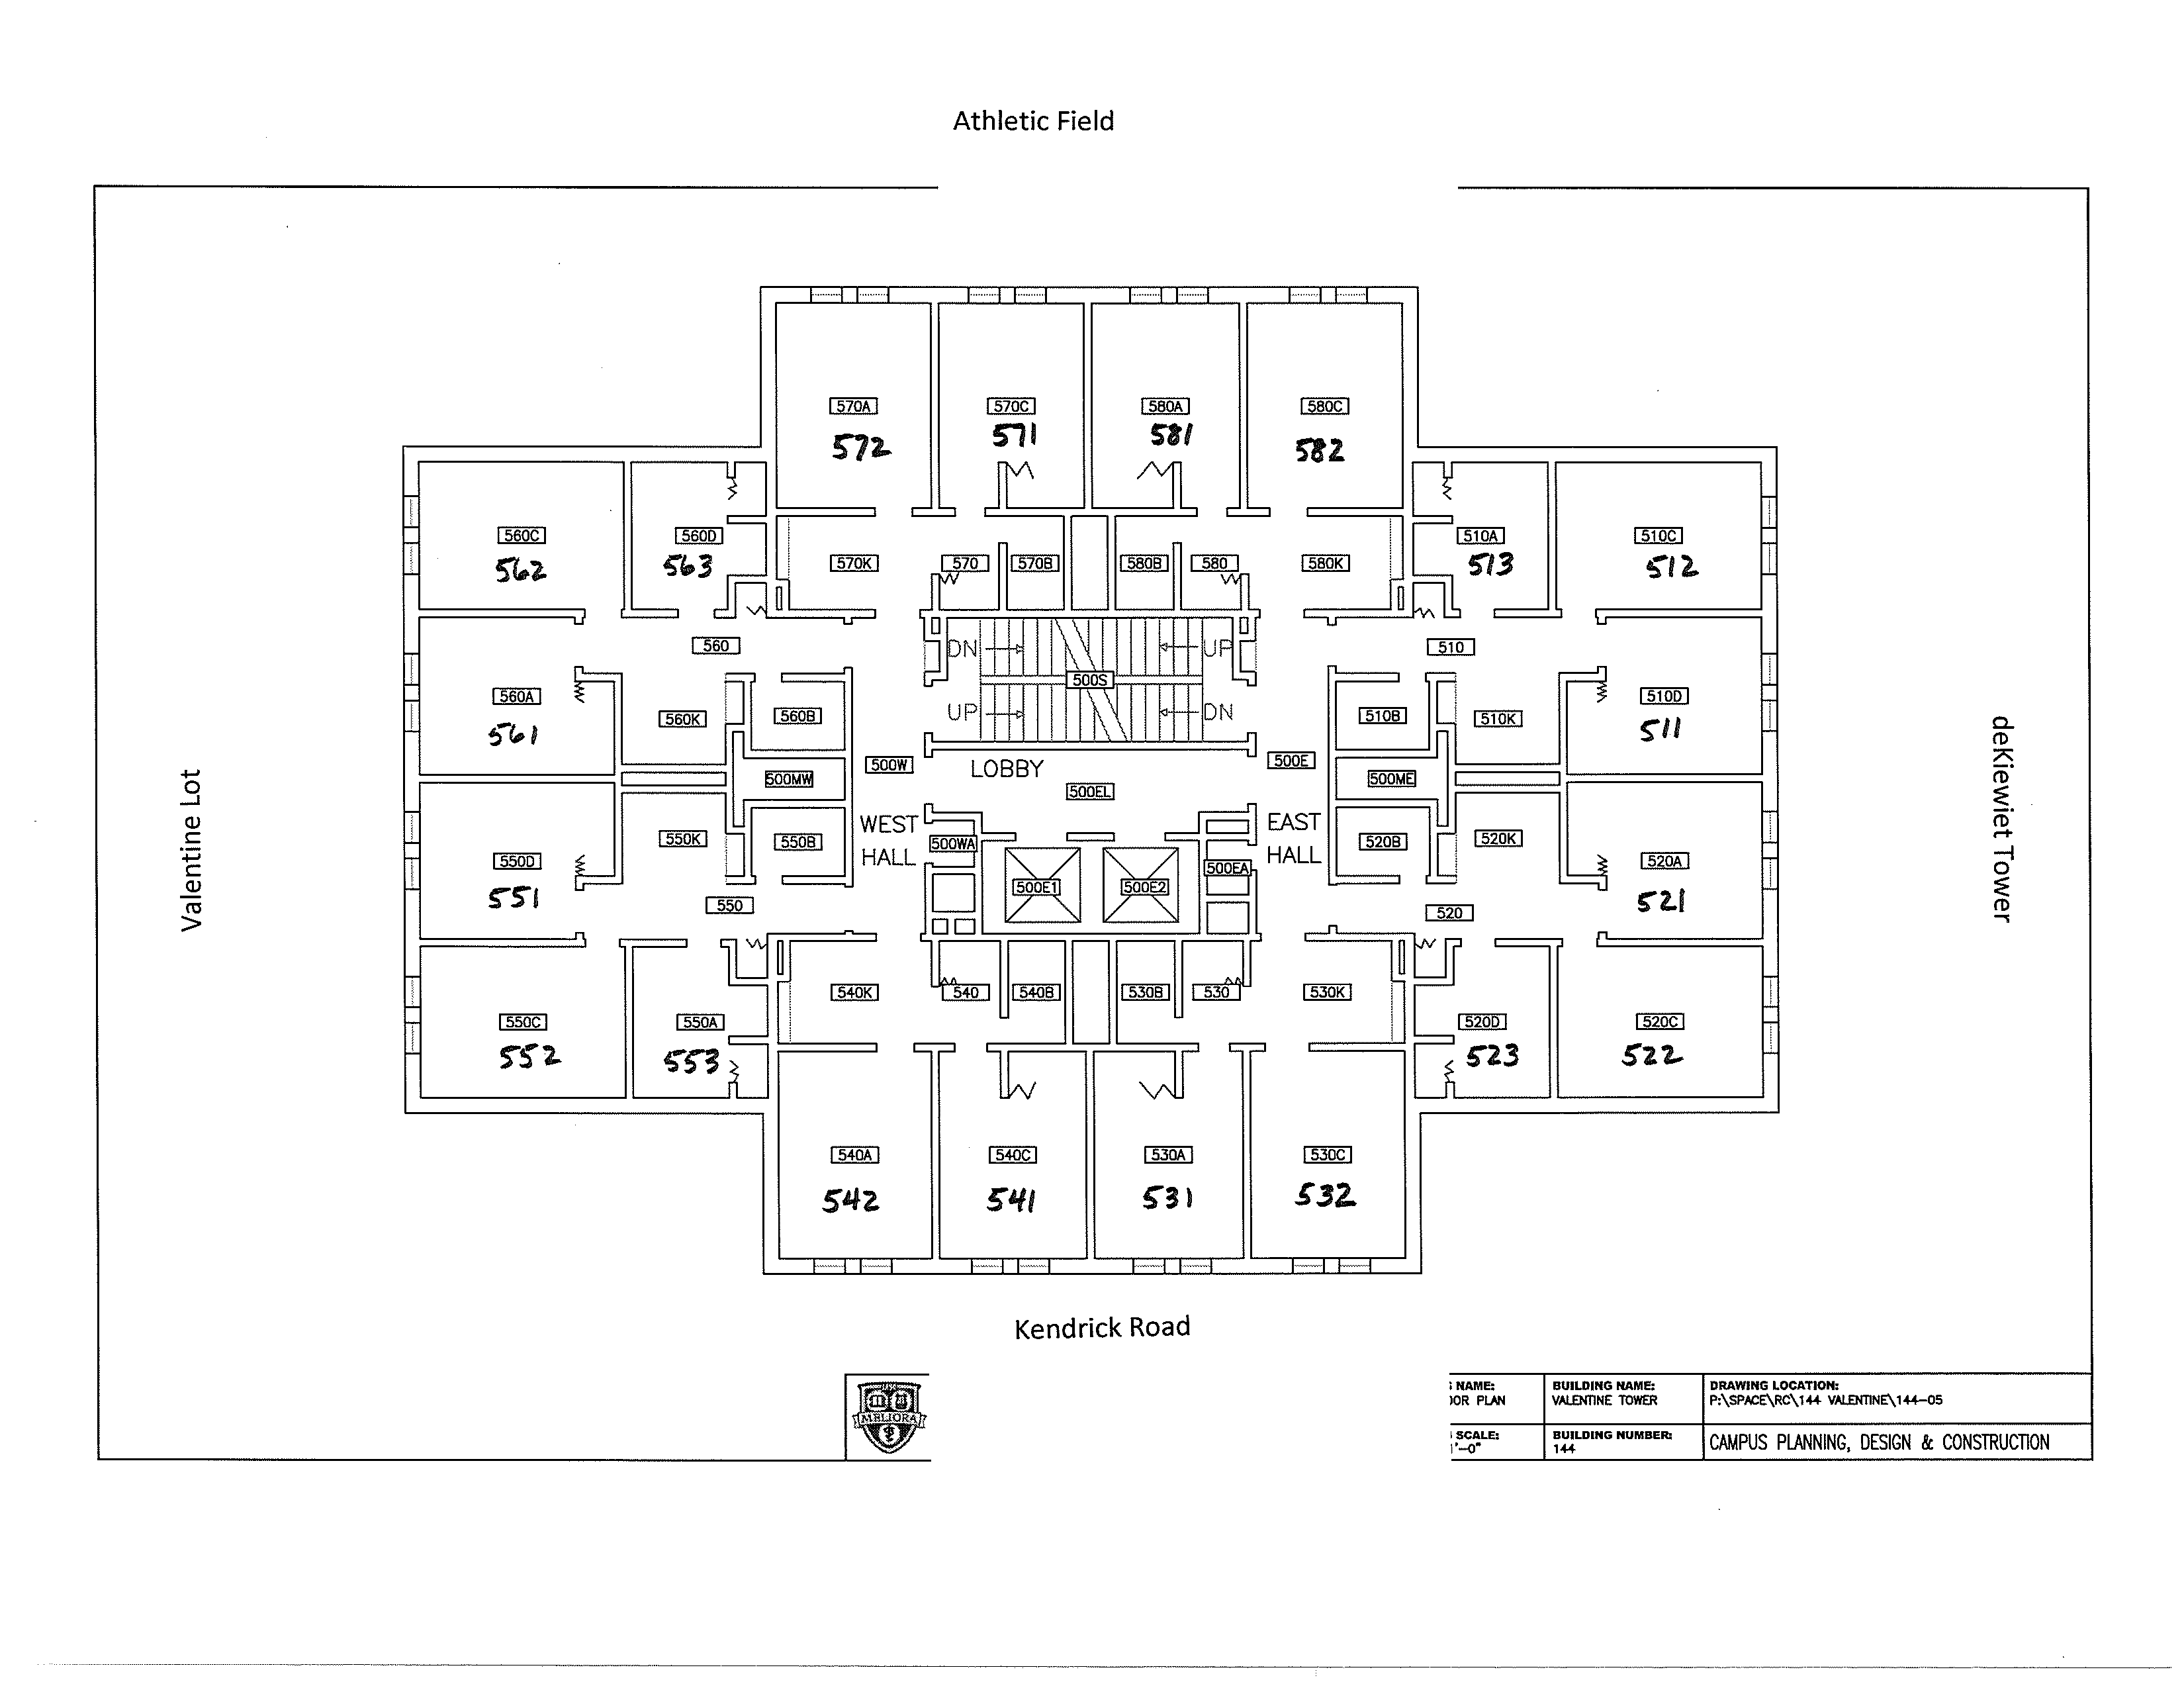 Athletic Field
570A
570C
580A
580C
572
571
581
582
560C
560D
510A
510C
562
563
513
512
570K
570
570B
580B
580
580K
560
DN
UP
510
500S
560A
560K
560B
UP
DN
510B
510K
510D
561
511
500W
LOBBY
500E
500MW
500EL
500ME
Valentine Lot
deKiewiet Tower
WEST
HALL
EAST
HALL
550K
550B
500WA
520B
520K
550D
500E1
500E2
500EA
520A
551
521
550
520
540K
540
540B
530B
530
530K
550C
550A
520D
520C
552
553
523
522
540A
540C
530A
530C
542
541
531
532
Kendrick Road
MELIORA
NAME:
OOR PLAN
BUILDING NAME:
VALENTINE TOWER
DRAWING LOCATION:
P:\SPACE\RC\144 VALENTINE\144-05
SCALE:
1'-0"
BUILDING NUMBER:
144
CAMPUS PLANNING, DESIGN & CONSTRUCTION